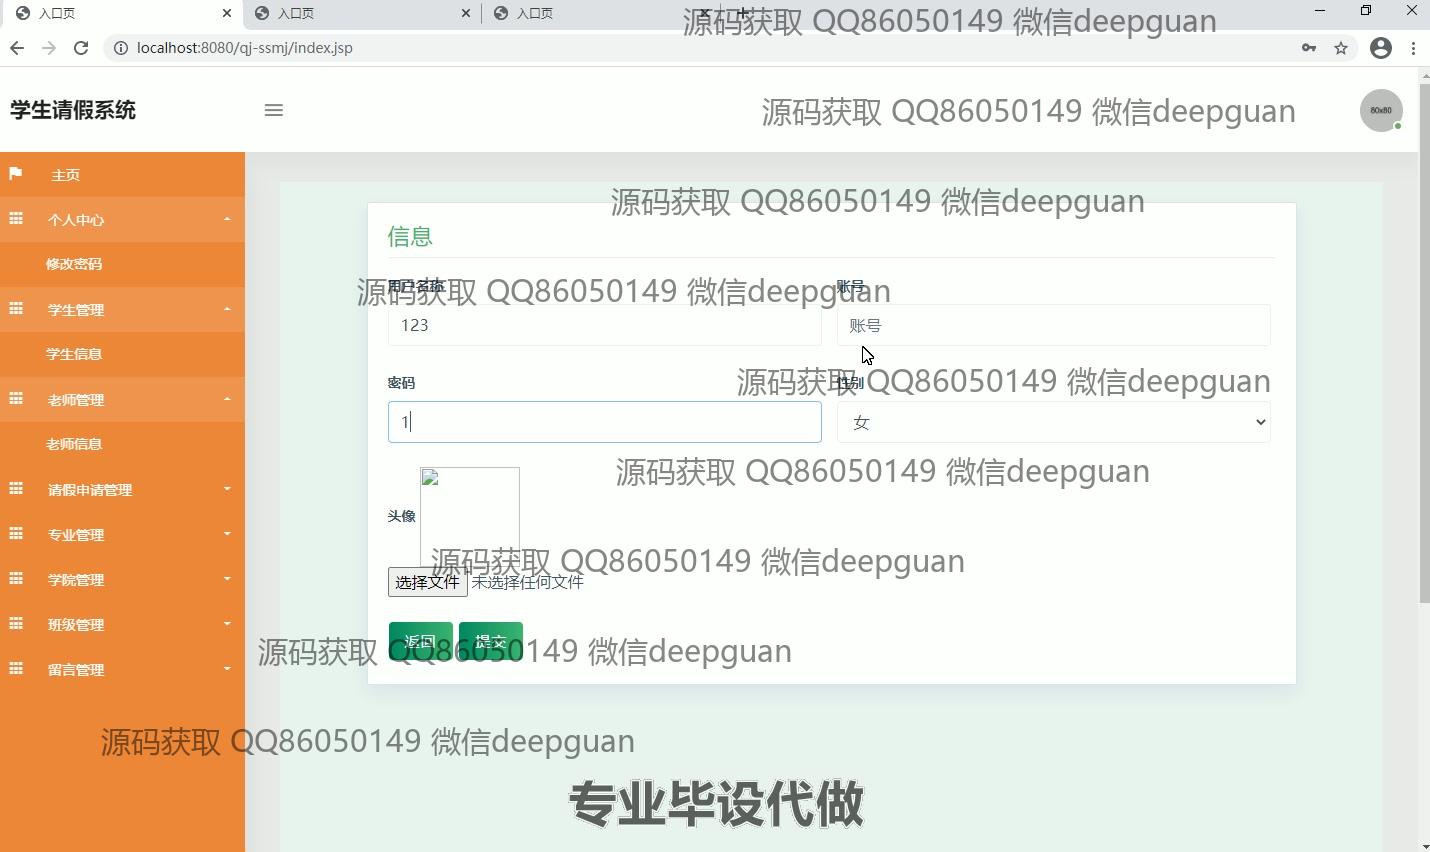 入口页
入口页
入口页
源码获取 QQ86050149 微信deepguan
localhost:8080/qj-ssmj/index.jsp
学生请假系统
源码获取 QQ86050149 微信deepguan
80x80
主页
个人中心
修改密码
学生管理
学生信息
老师管理
老师信息
请假申请管理
专业管理
学院管理
班级管理
留言管理
源码获取 QQ86050149 微信deepguan
信息
用户名称
账号
源码获取 QQ86050149 微信deepguan
123
账号
密码
性别
源码获取 QQ86050149 微信deepguan
1
女
源码获取 QQ86050149 微信deepguan
头像
源码获取 QQ86050149 微信deepguan
选择文件 未选择任何文件
返回 提交
源码获取 QQ86050149 微信deepguan
源码获取 QQ86050149 微信deepguan
专业毕设代做